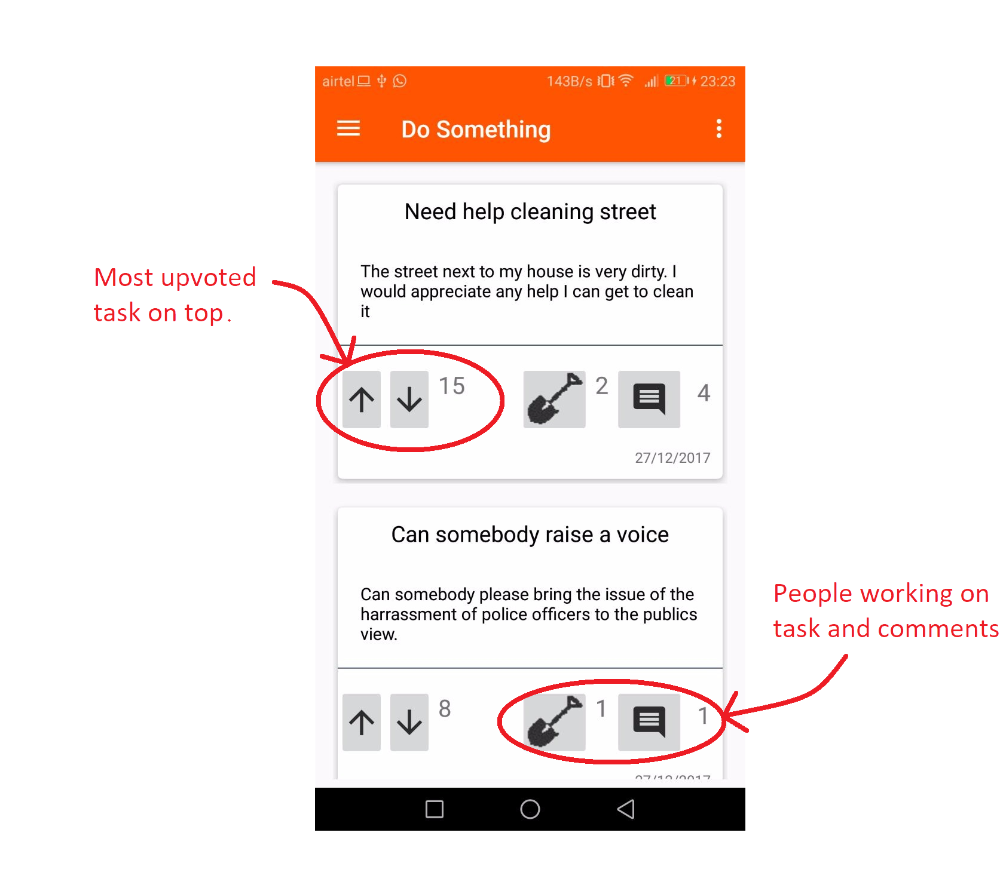 airtel 143B/s 21 23:23
Do Something
Need help cleaning street
The street next to my house is very dirty. I
would appreciate any help I can get to clean
it
Most upvoted
task on top.
15 2 4
27/12/2017
Can somebody raise a voice
Can somebody please bring the issue of the
harrassment of police officers to the publics
view.
People working on
task and comments
8 1 1
27/12/2017